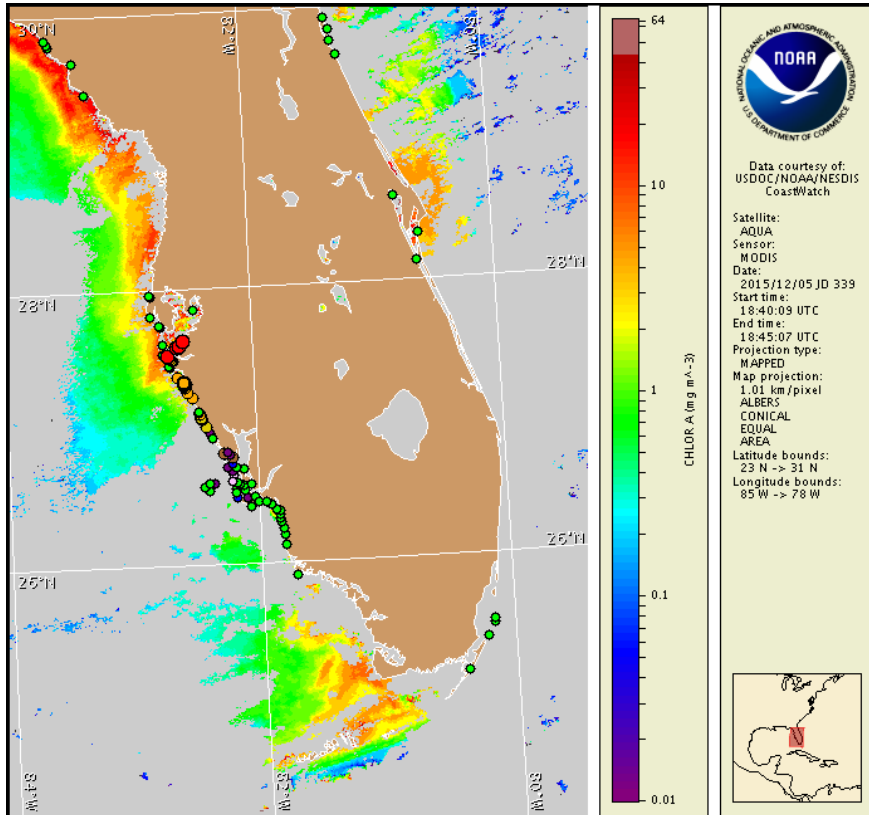 30°N
82°W
80°W
28°N
28°N
26°N
26°N
84°W
82°W
80°W
64
10
1
0.1
0.01
CHLOR A (mg m^-3)
NATIONAL OCEANIC AND ATMOSPHERIC ADMINISTRATION
NOAA
U.S. DEPARTMENT OF COMMERCE
Data courtesy of:
USDOC/NOAA/NESDIS
CoastWatch
Satellite:
AQUA
Sensor:
MODIS
Date:
2015/12/05 JD 339
Start time:
18:40:09 UTC
End time:
18:45:07 UTC
Projection type:
MAPPED
Map projection:
1.01 km/pixel
ALBERS
CONICAL
EQUAL
AREA
Latitude bounds:
23 N -> 31 N
Longitude bounds:
85 W -> 78 W